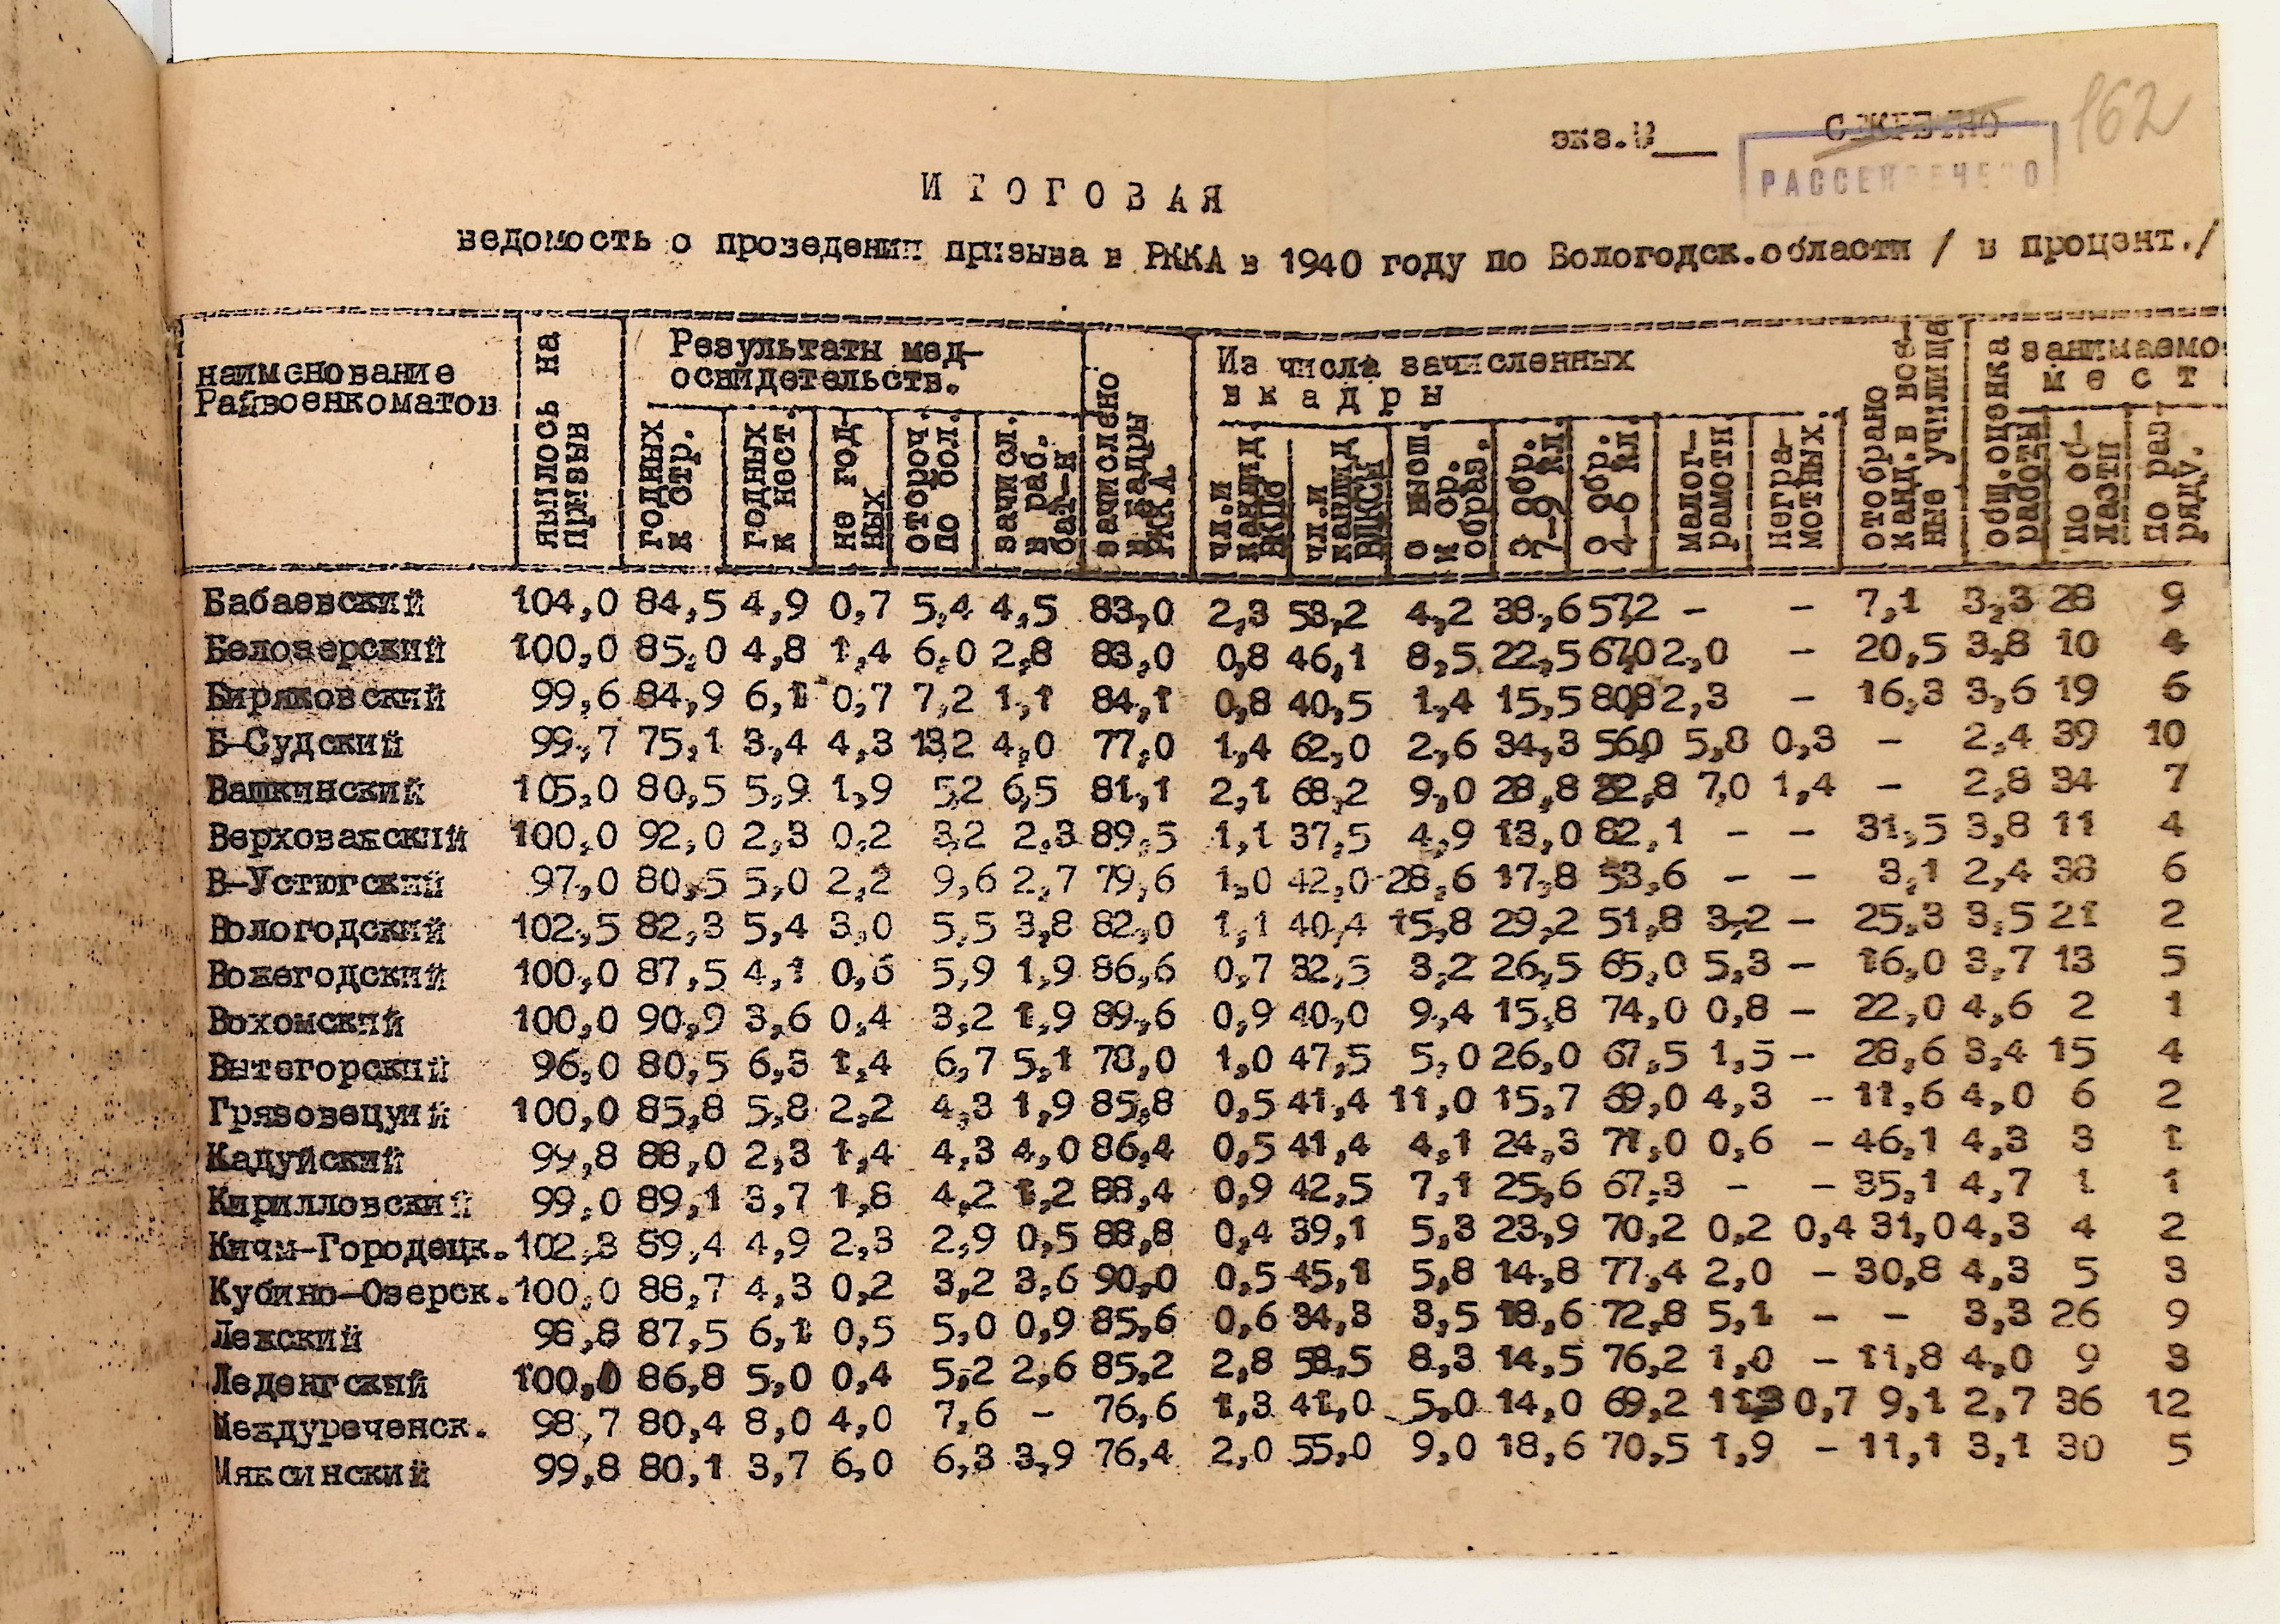 162
экз.№___ СЕКРЕТНО
РАССЕКРЕЧЕНО
И Т О Г О В А Я
ведомость о проведении призыва в РККА в 1940 году по Вологодск.области / в процент./
наименование Райвоенкоматов
явилось на призыв
Результаты мед-освидетельств.
годных к стр.
годных к нест.
не год ных
отсроч. по бол.
зачисл. в раб. бат-н
зачислено в кадры РККА
Из числа зачисленных в к а д р ы
чл.и канд ВКПб
чл.и канд ВЛКСМ
с высш. и ср. образ.
с обр. 7-9 кл.
с обр. 4-6 кл.
малог-рамотн
негра-мотных.
отобрано канд.в вое нные училища
общ.оценка работы
занимаемо м е с т
по об-ласти
по раз ряду.
Бабаевский 104,0 84,5 4,9 0,7 5,4 4,5 83,0 2,3 53,2 4,2 38,6 57,2 - - 7,1 3,3 28 9
Белозерский 100,0 85,0 4,8 1,4 6,0 2,8 83,0 0,8 46,1 8,5 22,5 67,0 2,0 - 20,5 3,8 10 4
Биряковский 99,6 84,9 6,1 0,7 7,2 1,1 84,1 0,8 40,5 1,4 15,5 80,8 2,3 - 16,3 3,6 19 6
Б-Судский 99,7 75,1 3,4 4,3 13,2 4,0 77,0 1,4 62,0 2,6 34,3 56,0 5,8 0,3 - 2,4 39 10
Вашкинский 105,0 80,5 5,9 1,9 5,2 6,5 81,1 2,1 68,2 9,0 28,8 82,8 7,0 1,4 - 2,8 34 7
Верховажский 100,0 92,0 2,3 0,2 3,2 2,3 89,5 1,1 37,5 4,9 13,0 82,1 - - 31,5 3,8 11 4
В-Устюгский 97,0 80,5 5,0 2,2 9,6 2,7 79,6 1,0 42,0 28,6 17,8 53,6 - - 3,1 2,4 38 6
Вологодский 102,5 82,3 5,4 3,0 5,5 3,8 82,0 1,1 40,4 15,8 29,2 51,8 3,2 - 25,3 3,5 21 2
Вожегодский 100,0 87,5 4,1 0,6 5,9 1,9 86,6 0,7 32,5 3,2 26,5 65,0 5,3 - 16,0 3,7 13 5
Вохомский 100,0 90,9 3,6 0,4 3,2 1,9 89,6 0,9 40,0 9,4 15,8 74,0 0,8 - 22,0 4,6 2 1
Вытегорский 96,0 80,5 6,3 1,4 6,7 5,1 78,0 1,0 47,5 5,0 26,0 67,5 1,5 - 28,6 3,4 15 4
Грязовецуий 100,0 85,8 5,8 2,2 4,3 1,9 85,8 0,5 41,4 11,0 15,7 69,0 4,3 - 11,6 4,0 6 2
Кадуйский 99,8 88,0 2,3 1,4 4,3 4,0 86,4 0,5 41,4 4,1 24,3 71,0 0,6 - 46,1 4,3 3 1
Кирилловский 99,0 89,1 3,7 1,8 4,2 1,2 88,4 0,9 42,5 7,1 25,6 67,3 - - 35,1 4,7 1 1
Кичм-Городецк. 102,3 59,4 4,9 2,3 2,9 0,5 88,8 0,4 39,1 5,3 23,9 70,2 0,2 0,4 31,0 4,3 4 2
Кубино-Озерск. 100,0 88,7 4,3 0,2 3,2 3,6 90,0 0,5 45,1 5,8 14,8 77,4 2,0 - 30,8 4,3 5 3
Лежский 98,8 87,5 6,1 0,5 5,0 0,9 85,6 0,6 34,3 3,5 18,6 72,8 5,1 - - 3,3 26 9
Леденгский 100,0 86,8 5,0 0,4 5,2 2,6 85,2 2,8 58,5 8,3 14,5 76,2 1,0 - 11,8 4,0 9 3
Междуреченск. 98,7 80,4 8,0 4,0 7,6 - 76,6 1,3 41,0 5,0 14,0 69,2 11,3 0,7 9,1 2,7 36 12
Мяксинский 99,8 80,1 3,7 6,0 6,3 3,9 76,4 2,0 55,0 9,0 18,6 70,5 1,9 - 11,1 3,1 30 5